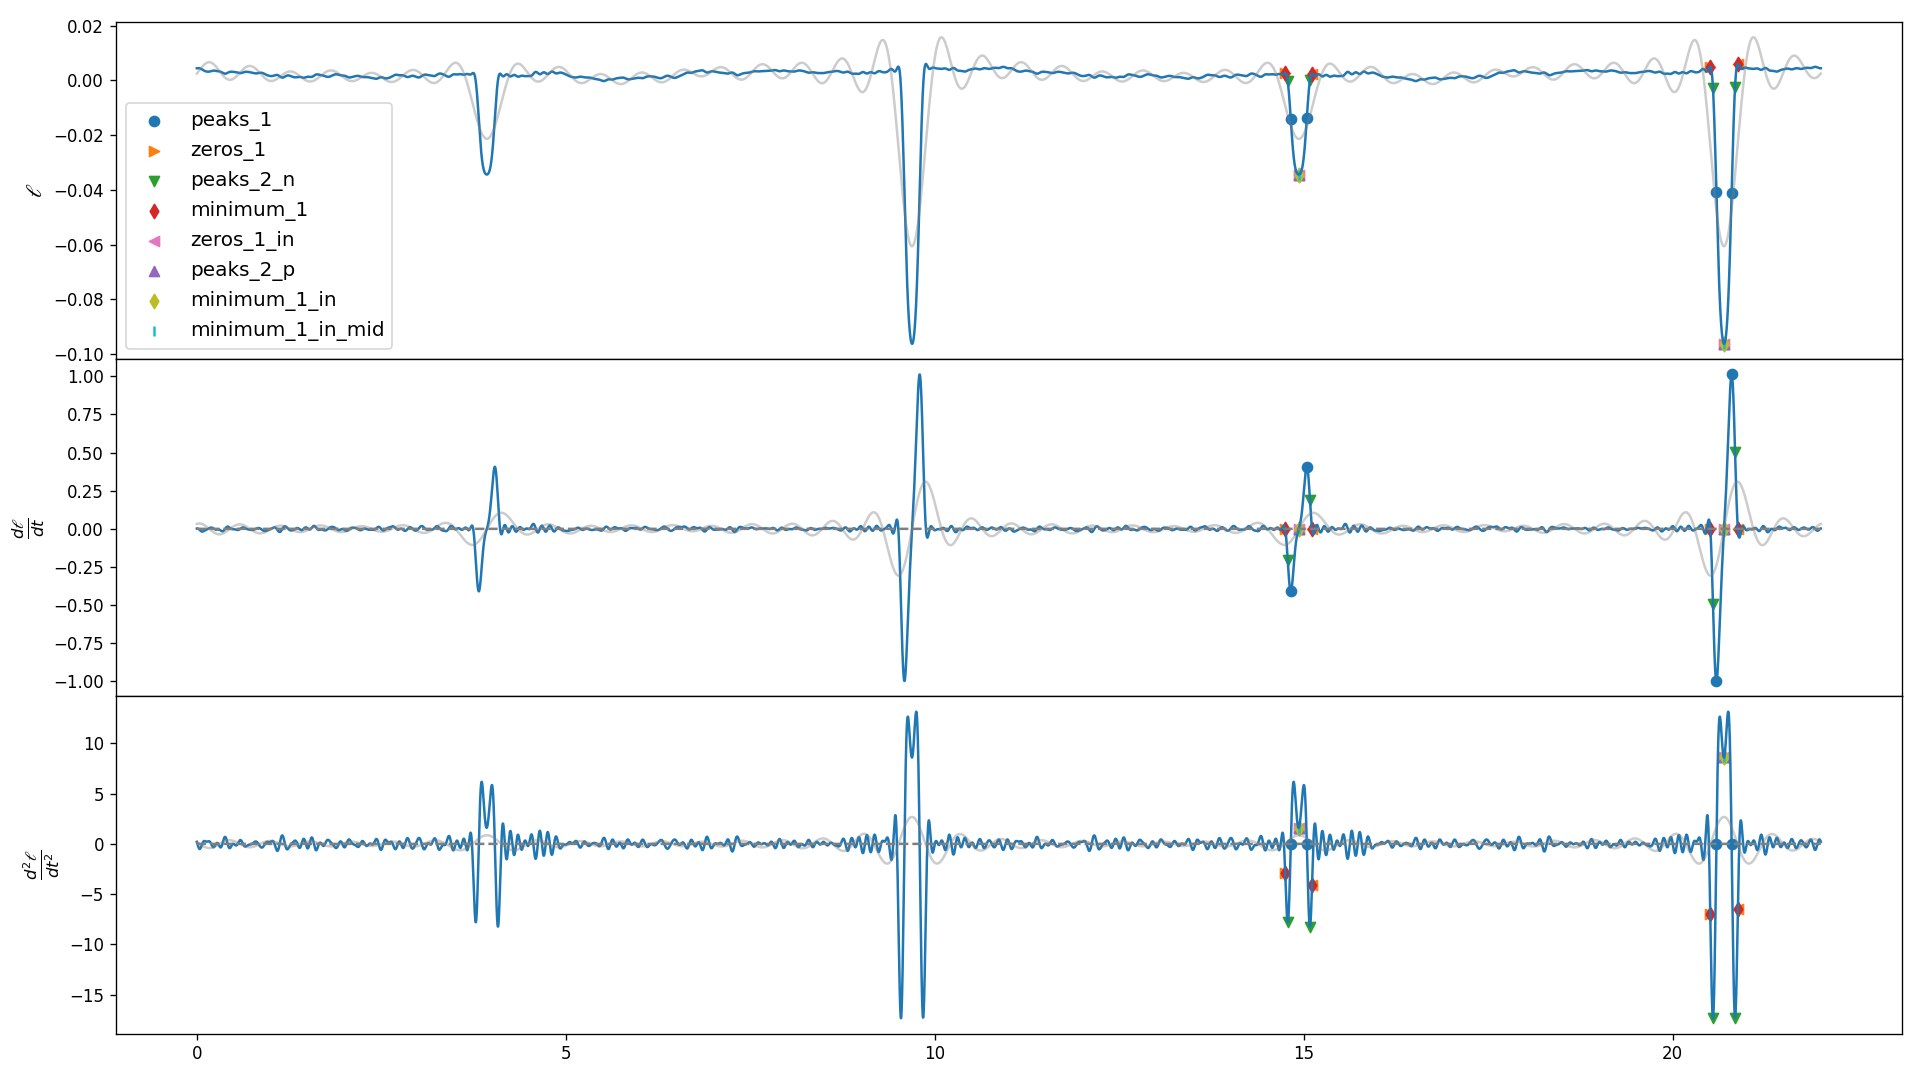 0.02
0.00
−0.02
−0.04
−0.06
−0.08
−0.10
ℓ
peaks_1
zeros_1
peaks_2_n
minimum_1
zeros_1_in
peaks_2_p
minimum_1_in
minimum_1_in_mid
1.00
0.75
0.50
0.25
0.00
−0.25
−0.50
−0.75
−1.00
dℓ
dt
10
5
0
−5
−10
−15
d²ℓ
dt²
0 5 10 15 20